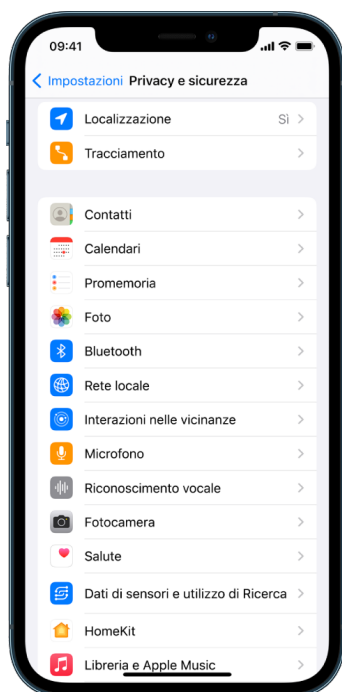 09:41
Impostazioni Privacy e sicurezza
Localizzazione Sì
Tracciamento
Contatti
Calendari
Promemoria
Foto
Bluetooth
Rete locale
Interazioni nelle vicinanze
Microfono
Riconoscimento vocale
Fotocamera
Salute
Dati di sensori e utilizzo di Ricerca
HomeKit
Libreria e Apple Music